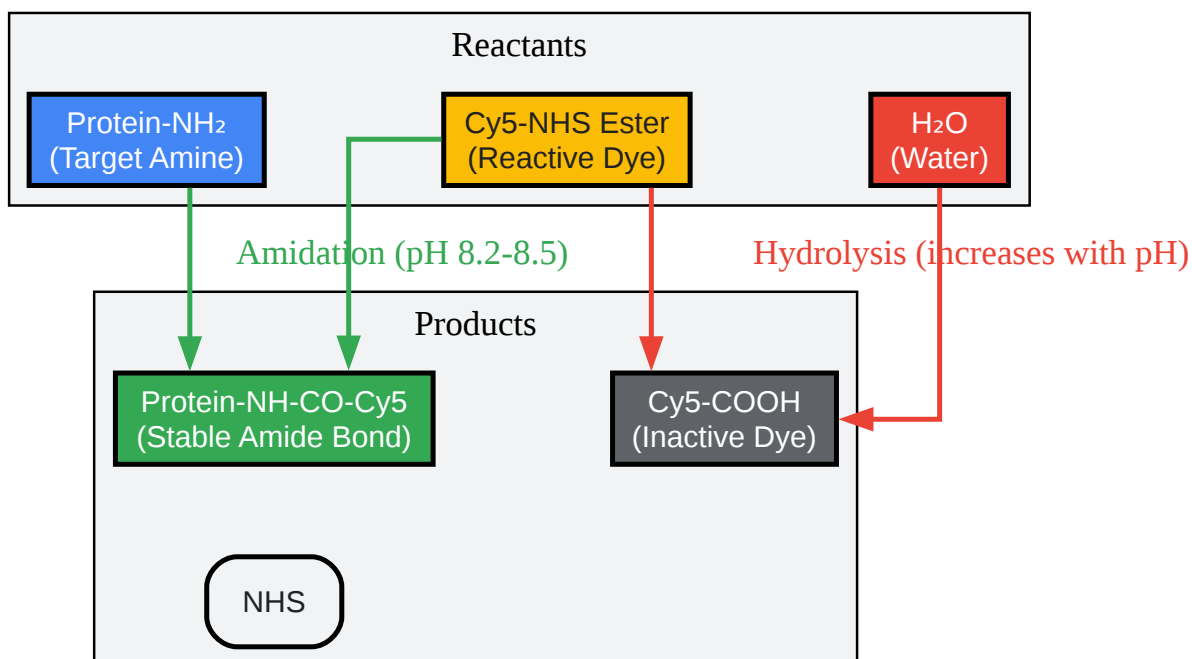 Reactants
Protein-NH₂
(Target Amine)
Cy5-NHS Ester
(Reactive Dye)
H₂O
(Water)
Amidation (pH 8.2-8.5)
Hydrolysis (increases with pH)
Products
Protein-NH-CO-Cy5
(Stable Amide Bond)
Cy5-COOH
(Inactive Dye)
NHS